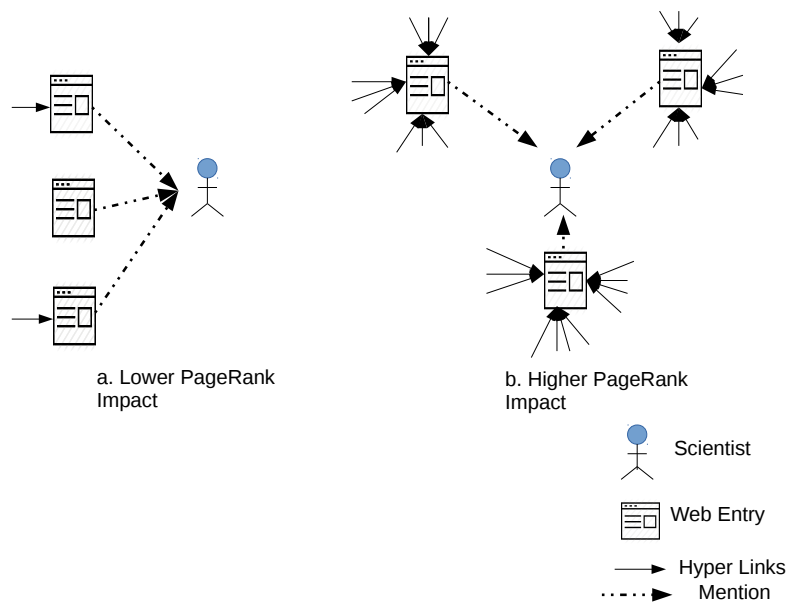 a. Lower PageRank
Impact
b. Higher PageRank
Impact
Scientist
Web Entry
Hyper Links
Mention